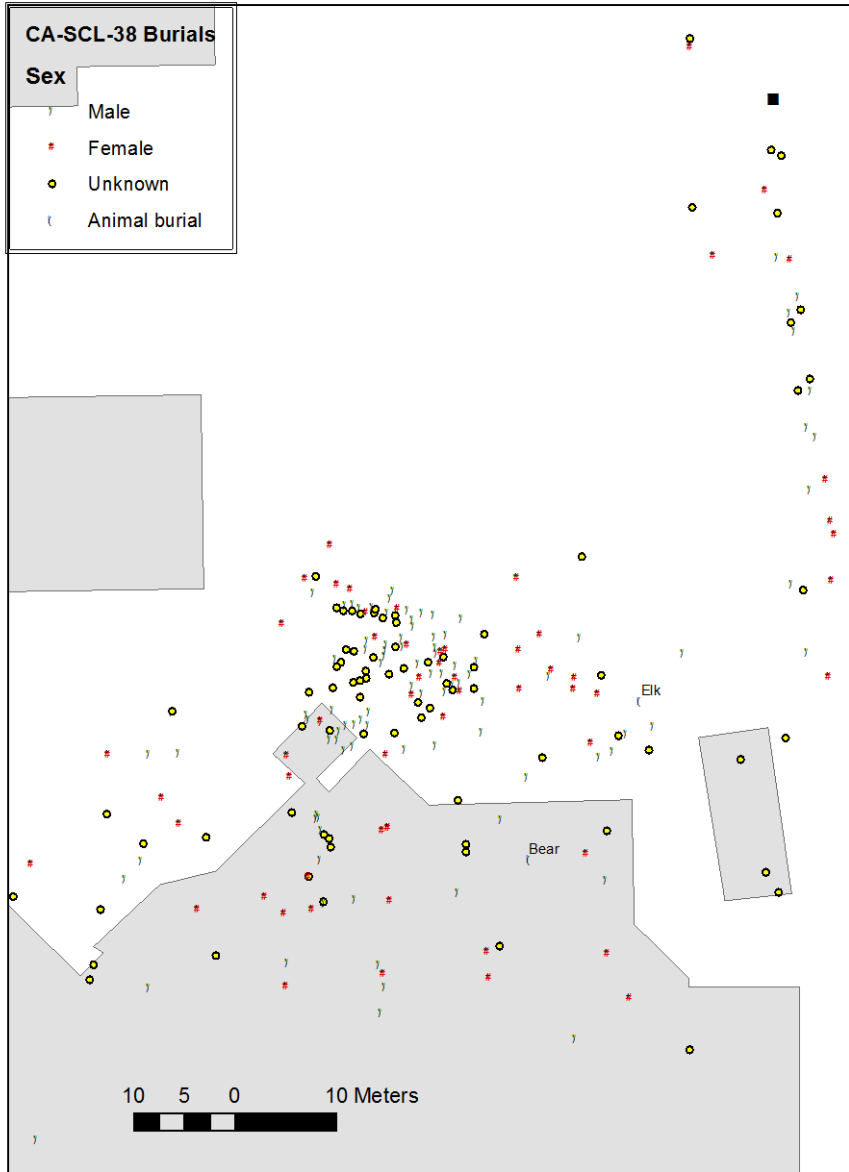 CA-SCL-38 Burials
Sex
Male
Female
Unknown
Animal burial
Elk
Bear
10 5 0 10 Meters